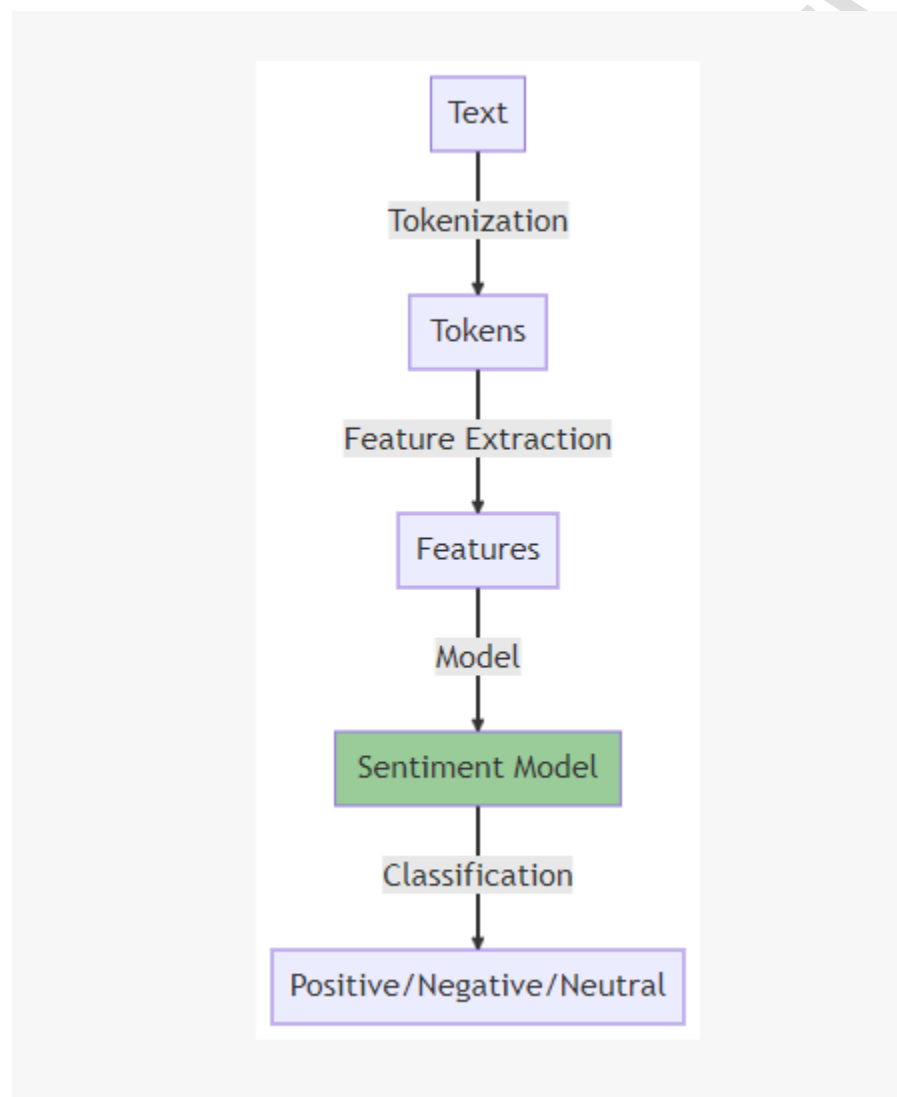 Text
Tokenization
Tokens
Feature Extraction
Features
Model
Sentiment Model
Classification
Positive/Negative/Neutral